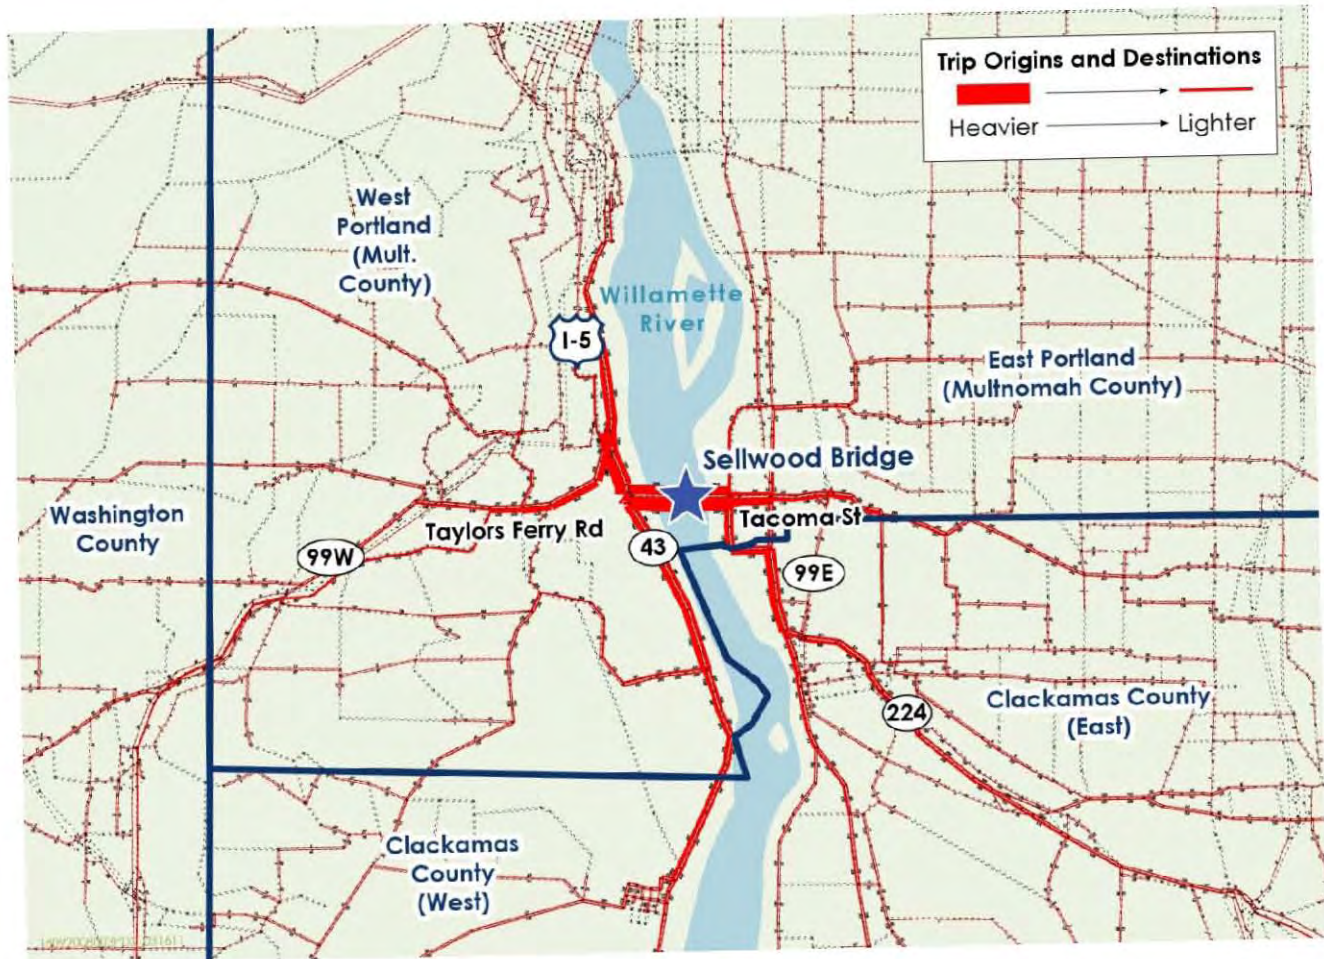 Trip Origins and Destinations
Heavier
Lighter
West
Portland
(Mult.
County)
Willamette
River
I-5
East Portland
(Multnomah County)
Sellwood Bridge
Washington
County
Taylors Ferry Rd
Tacoma St
99W
43
99E
224
Clackamas County
(East)
Clackamas
County
(West)